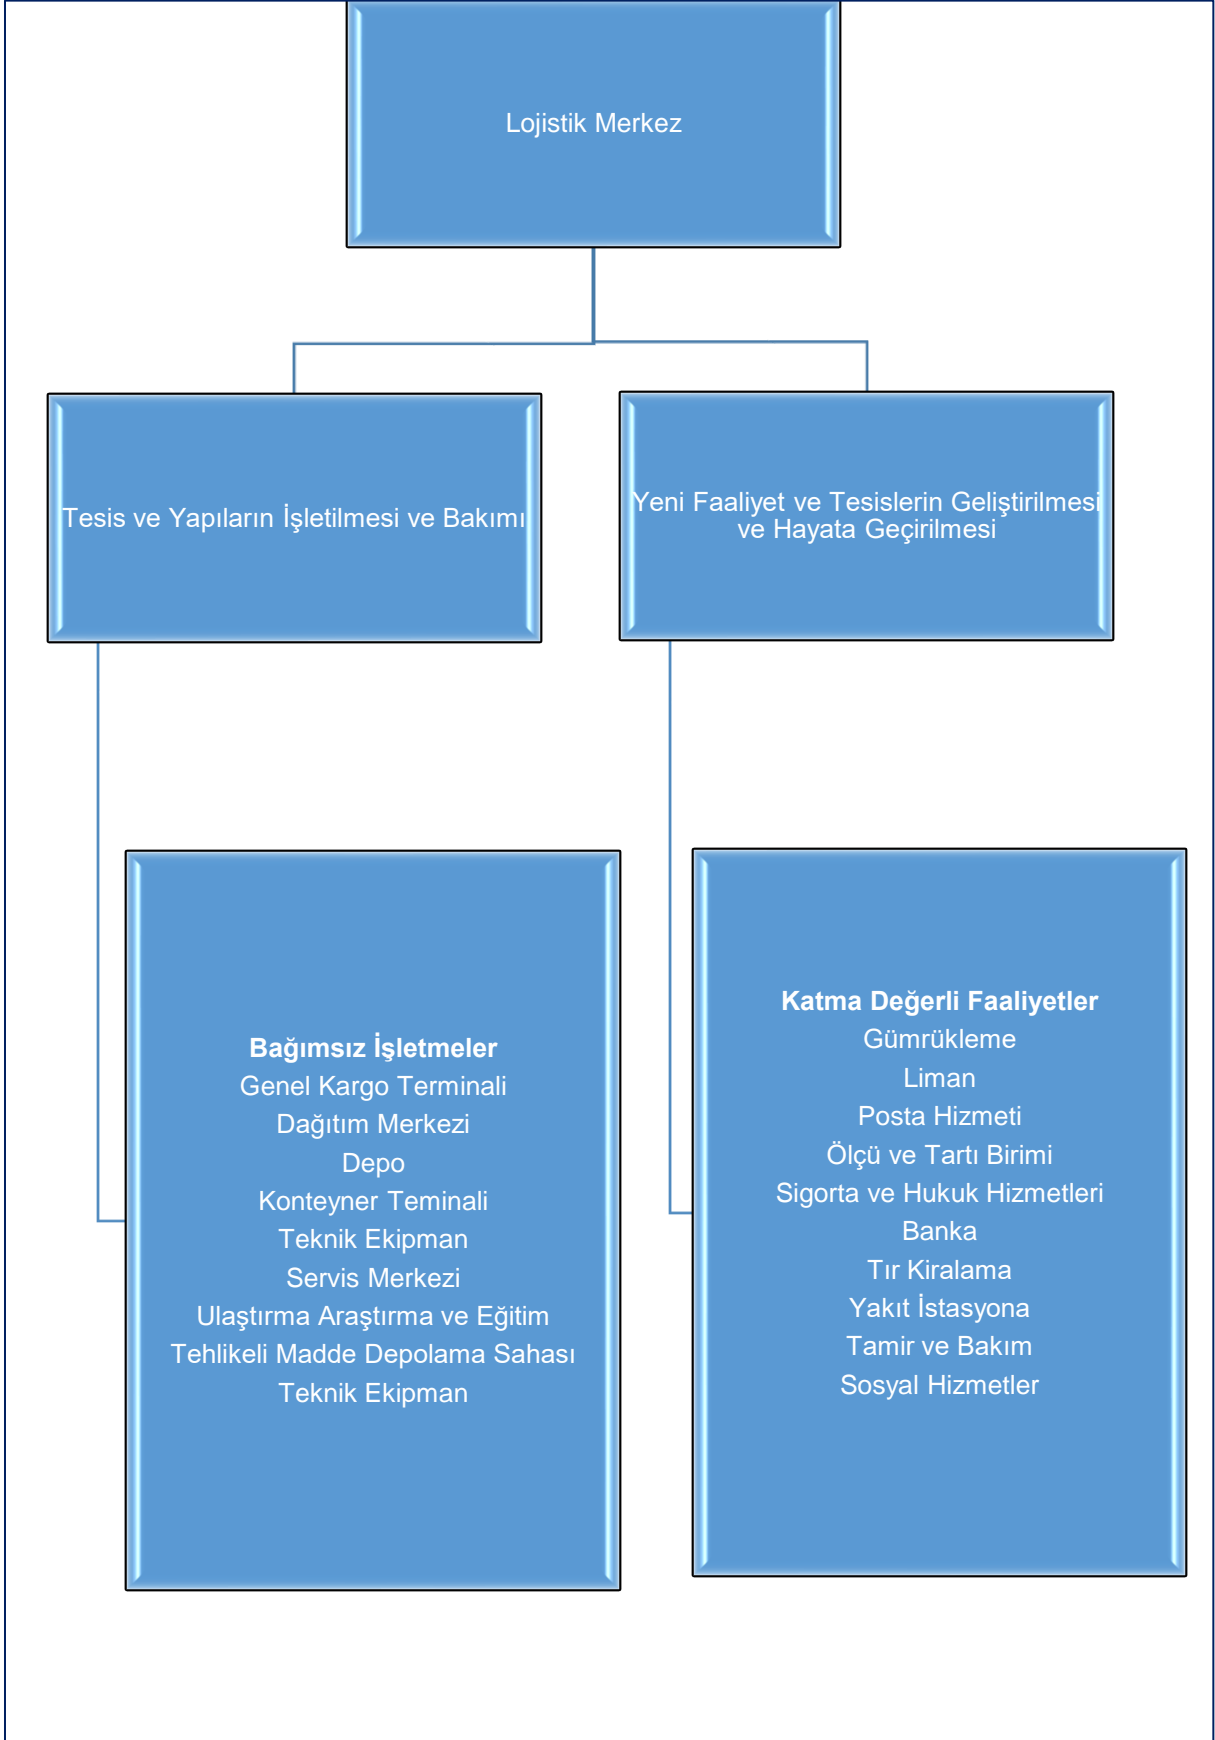 Lojistik Merkez
Tesis ve Yapıların İşletilmesi ve Bakımı
Yeni Faaliyet ve Tesislerin Geliştirilmesi
ve Hayata Geçirilmesi
Bağımsız İşletmeler
Genel Kargo Terminali
Dağıtım Merkezi
Depo
Konteyner Teminali
Teknik Ekipman
Servis Merkezi
Ulaştırma Araştırma ve Eğitim
Tehlikeli Madde Depolama Sahası
Teknik Ekipman
Katma Değerli Faaliyetler
Gümrükleme
Liman
Posta Hizmeti
Ölçü ve Tartı Birimi
Sigorta ve Hukuk Hizmetleri
Banka
Tır Kiralama
Yakıt İstasyona
Tamir ve Bakım
Sosyal Hizmetler